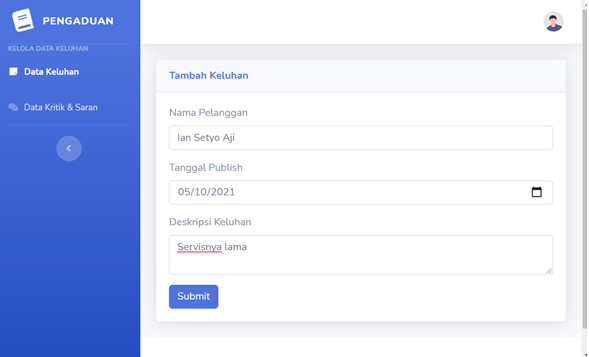 PENGADUAN
KELOLA DATA KELUHAN
Data Keluhan
Data Kritik & Saran
Tambah Keluhan
Nama Pelanggan
Ian Setyo Aji
Tanggal Publish
05/10/2021
Deskripsi Keluhan
Servisnya lama
Submit